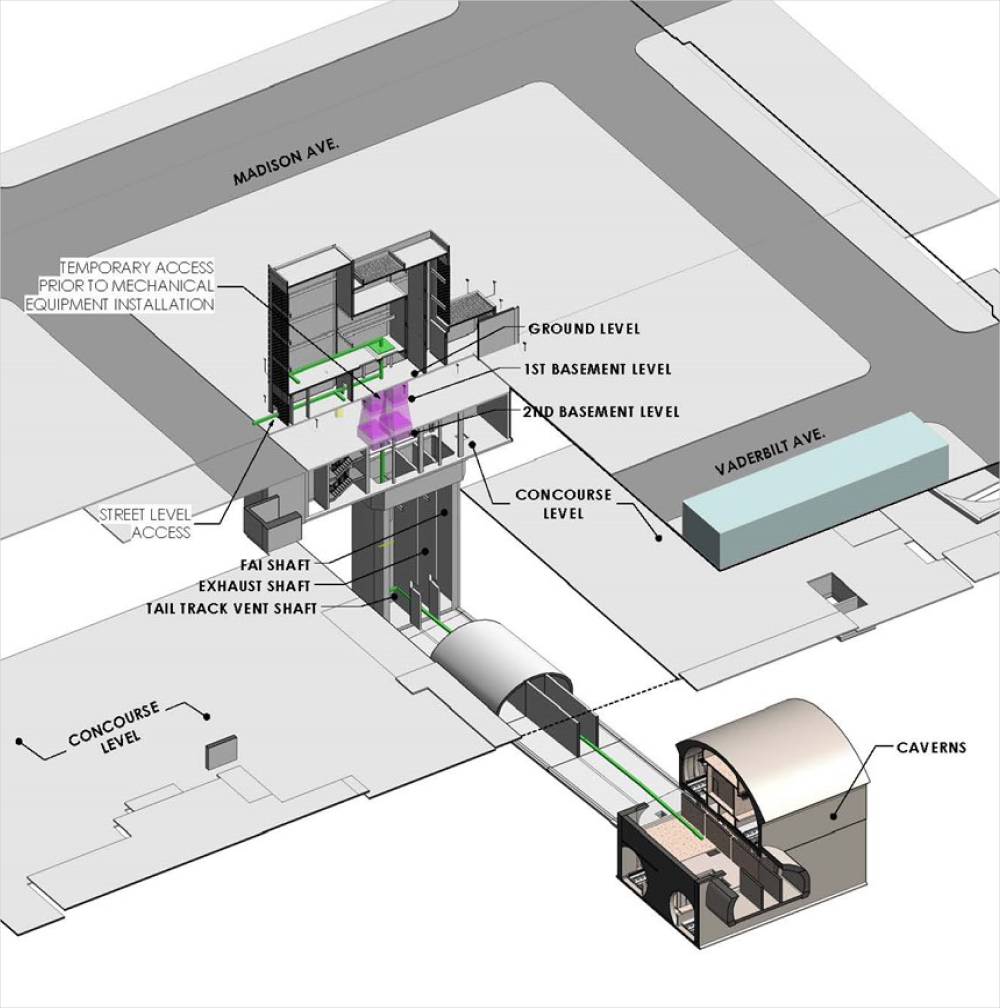 MADISON AVE.
TEMPORARY ACCESS
PRIOR TO MECHANICAL
EQUIPMENT INSTALLATION
GROUND LEVEL
1ST BASEMENT LEVEL
2ND BASEMENT LEVEL
VADERBILT AVE.
CONCOURSE
LEVEL
STREET LEVEL
ACCESS
FAI SHAFT
EXHAUST SHAFT
TAIL TRACK VENT SHAFT
CONCOURSE
LEVEL
CAVERNS